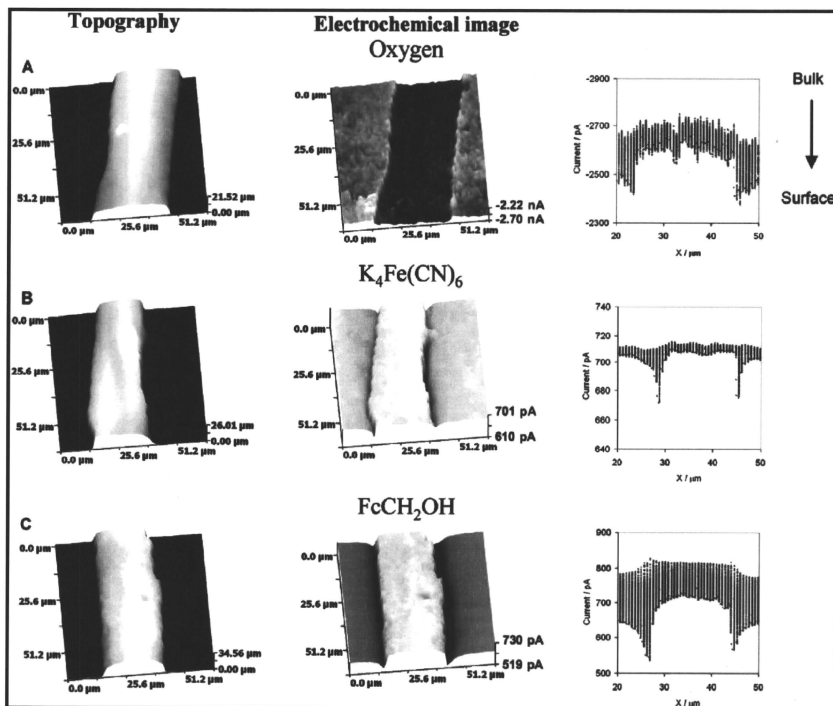 Topography
Electrochemical image
Oxygen
A
0.0 µm
25.6 µm
51.2 µm
21.52 µm
0.00 µm
0.0 µm
25.6 µm
51.2 µm
0.0 µm
25.6 µm
51.2 µm
-2.22 nA
-2.70 nA
0.0 µm
25.6 µm
51.2 µm
Current / pA
-2900
-2700
-2500
-2300
20 30 40 50
X / µm
Bulk
Surface
K₄Fe(CN)₆
B
0.0 µm
25.6 µm
51.2 µm
26.01 µm
0.00 µm
0.0 µm
25.6 µm
51.2 µm
0.0 µm
25.6 µm
51.2 µm
701 pA
610 pA
0.0 µm
25.6 µm
51.2 µm
Current / pA
740
720
700
680
660
640
20 30 40 50
X / µm
FcCH₂OH
C
0.0 µm
25.6 µm
51.2 µm
34.56 µm
0.00 µm
0.0 µm
25.6 µm
51.2 µm
0.0 µm
25.6 µm
51.2 µm
730 pA
519 pA
0.0 µm
25.6 µm
51.2 µm
Current / pA
900
800
700
600
500
20 30 40 50
X / µm